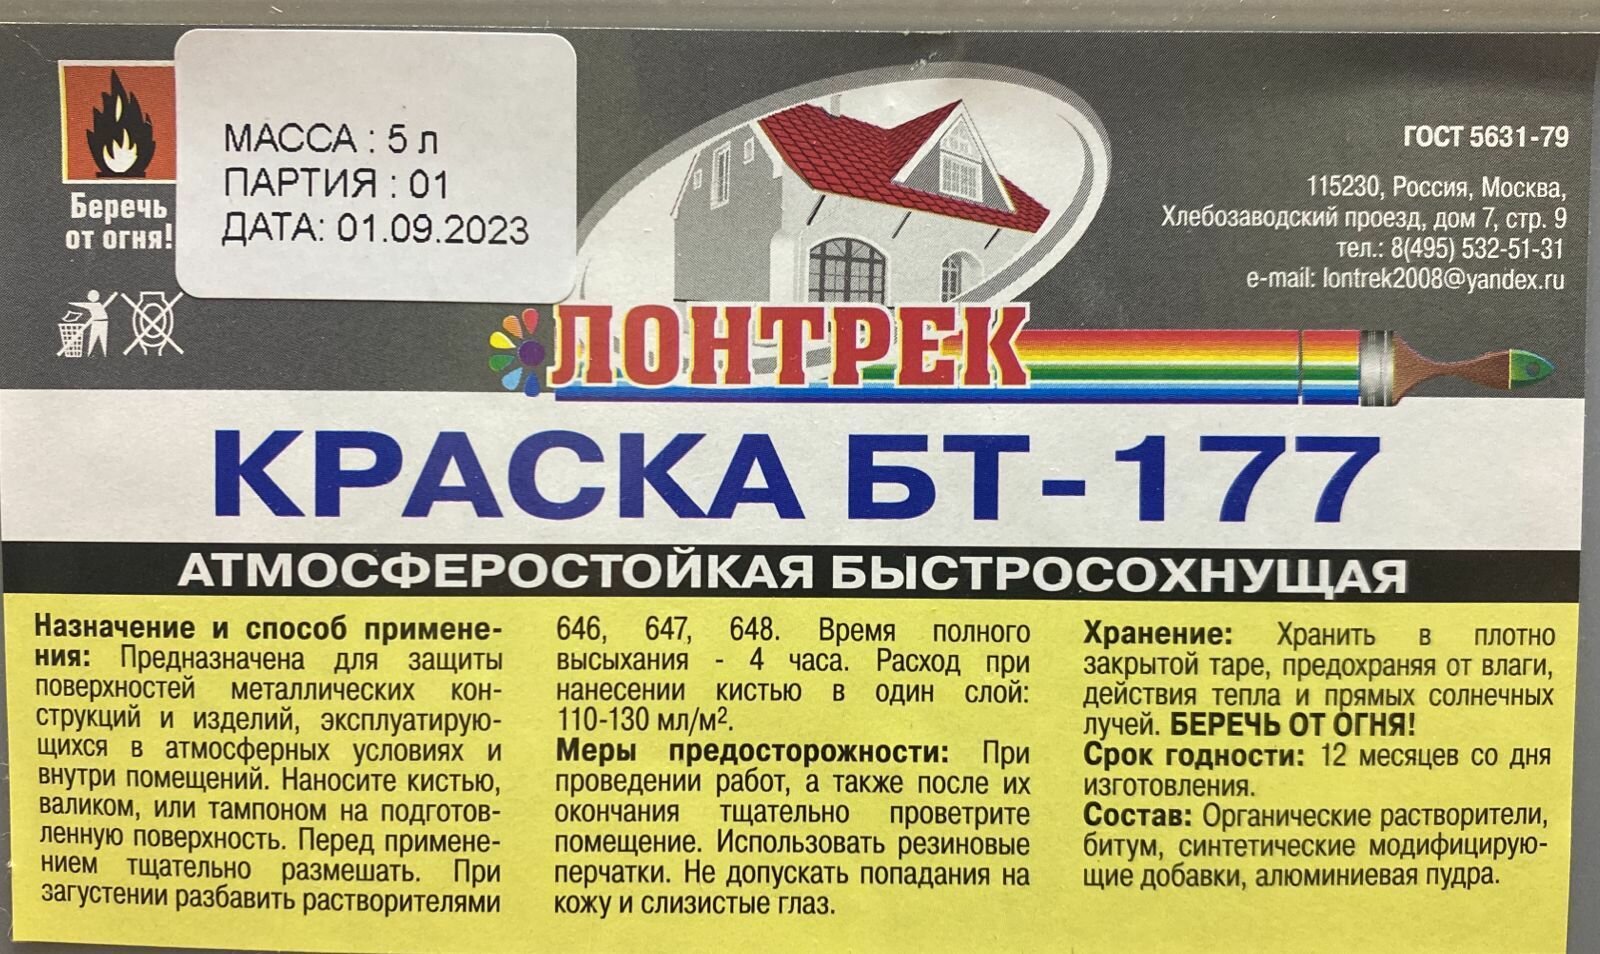 Беречь
от огня!
МАССА : 5 л
ПАРТИЯ : 01
ДАТА: 01.09.2023
ГОСТ 5631-79
115230, Россия, Москва,
Хлебозаводский проезд, дом 7, стр. 9
тел.: 8(495) 532-51-31
e-mail: lontrek2008@yandex.ru
ЛОНТРЕК
КРАСКА БТ-177
АТМОСФЕРОСТОЙКАЯ БЫСТРОСОХНУЩАЯ
Назначение и способ примене-
ния: Предназначена для защиты
поверхностей металлических кон-
струкций и изделий, эксплуатирую-
щихся в атмосферных условиях и
внутри помещений. Наносите кистью,
валиком, или тампоном на подготов-
ленную поверхность. Перед примене-
нием тщательно размешать. При
загустении разбавить растворителями
646, 647, 648. Время полного
высыхания - 4 часа. Расход при
нанесении кистью в один слой:
110-130 мл/м².
Меры предосторожности: При
проведении работ, а также после их
окончания тщательно проветрите
помещение. Использовать резиновые
перчатки. Не допускать попадания на
кожу и слизистые глаз.
Хранение: Хранить в плотно
закрытой таре, предохраняя от влаги,
действия тепла и прямых солнечных
лучей. БЕРЕЧЬ ОТ ОГНЯ!
Срок годности: 12 месяцев со дня
изготовления.
Состав: Органические растворители,
битум, синтетические модифицирую-
щие добавки, алюминиевая пудра.